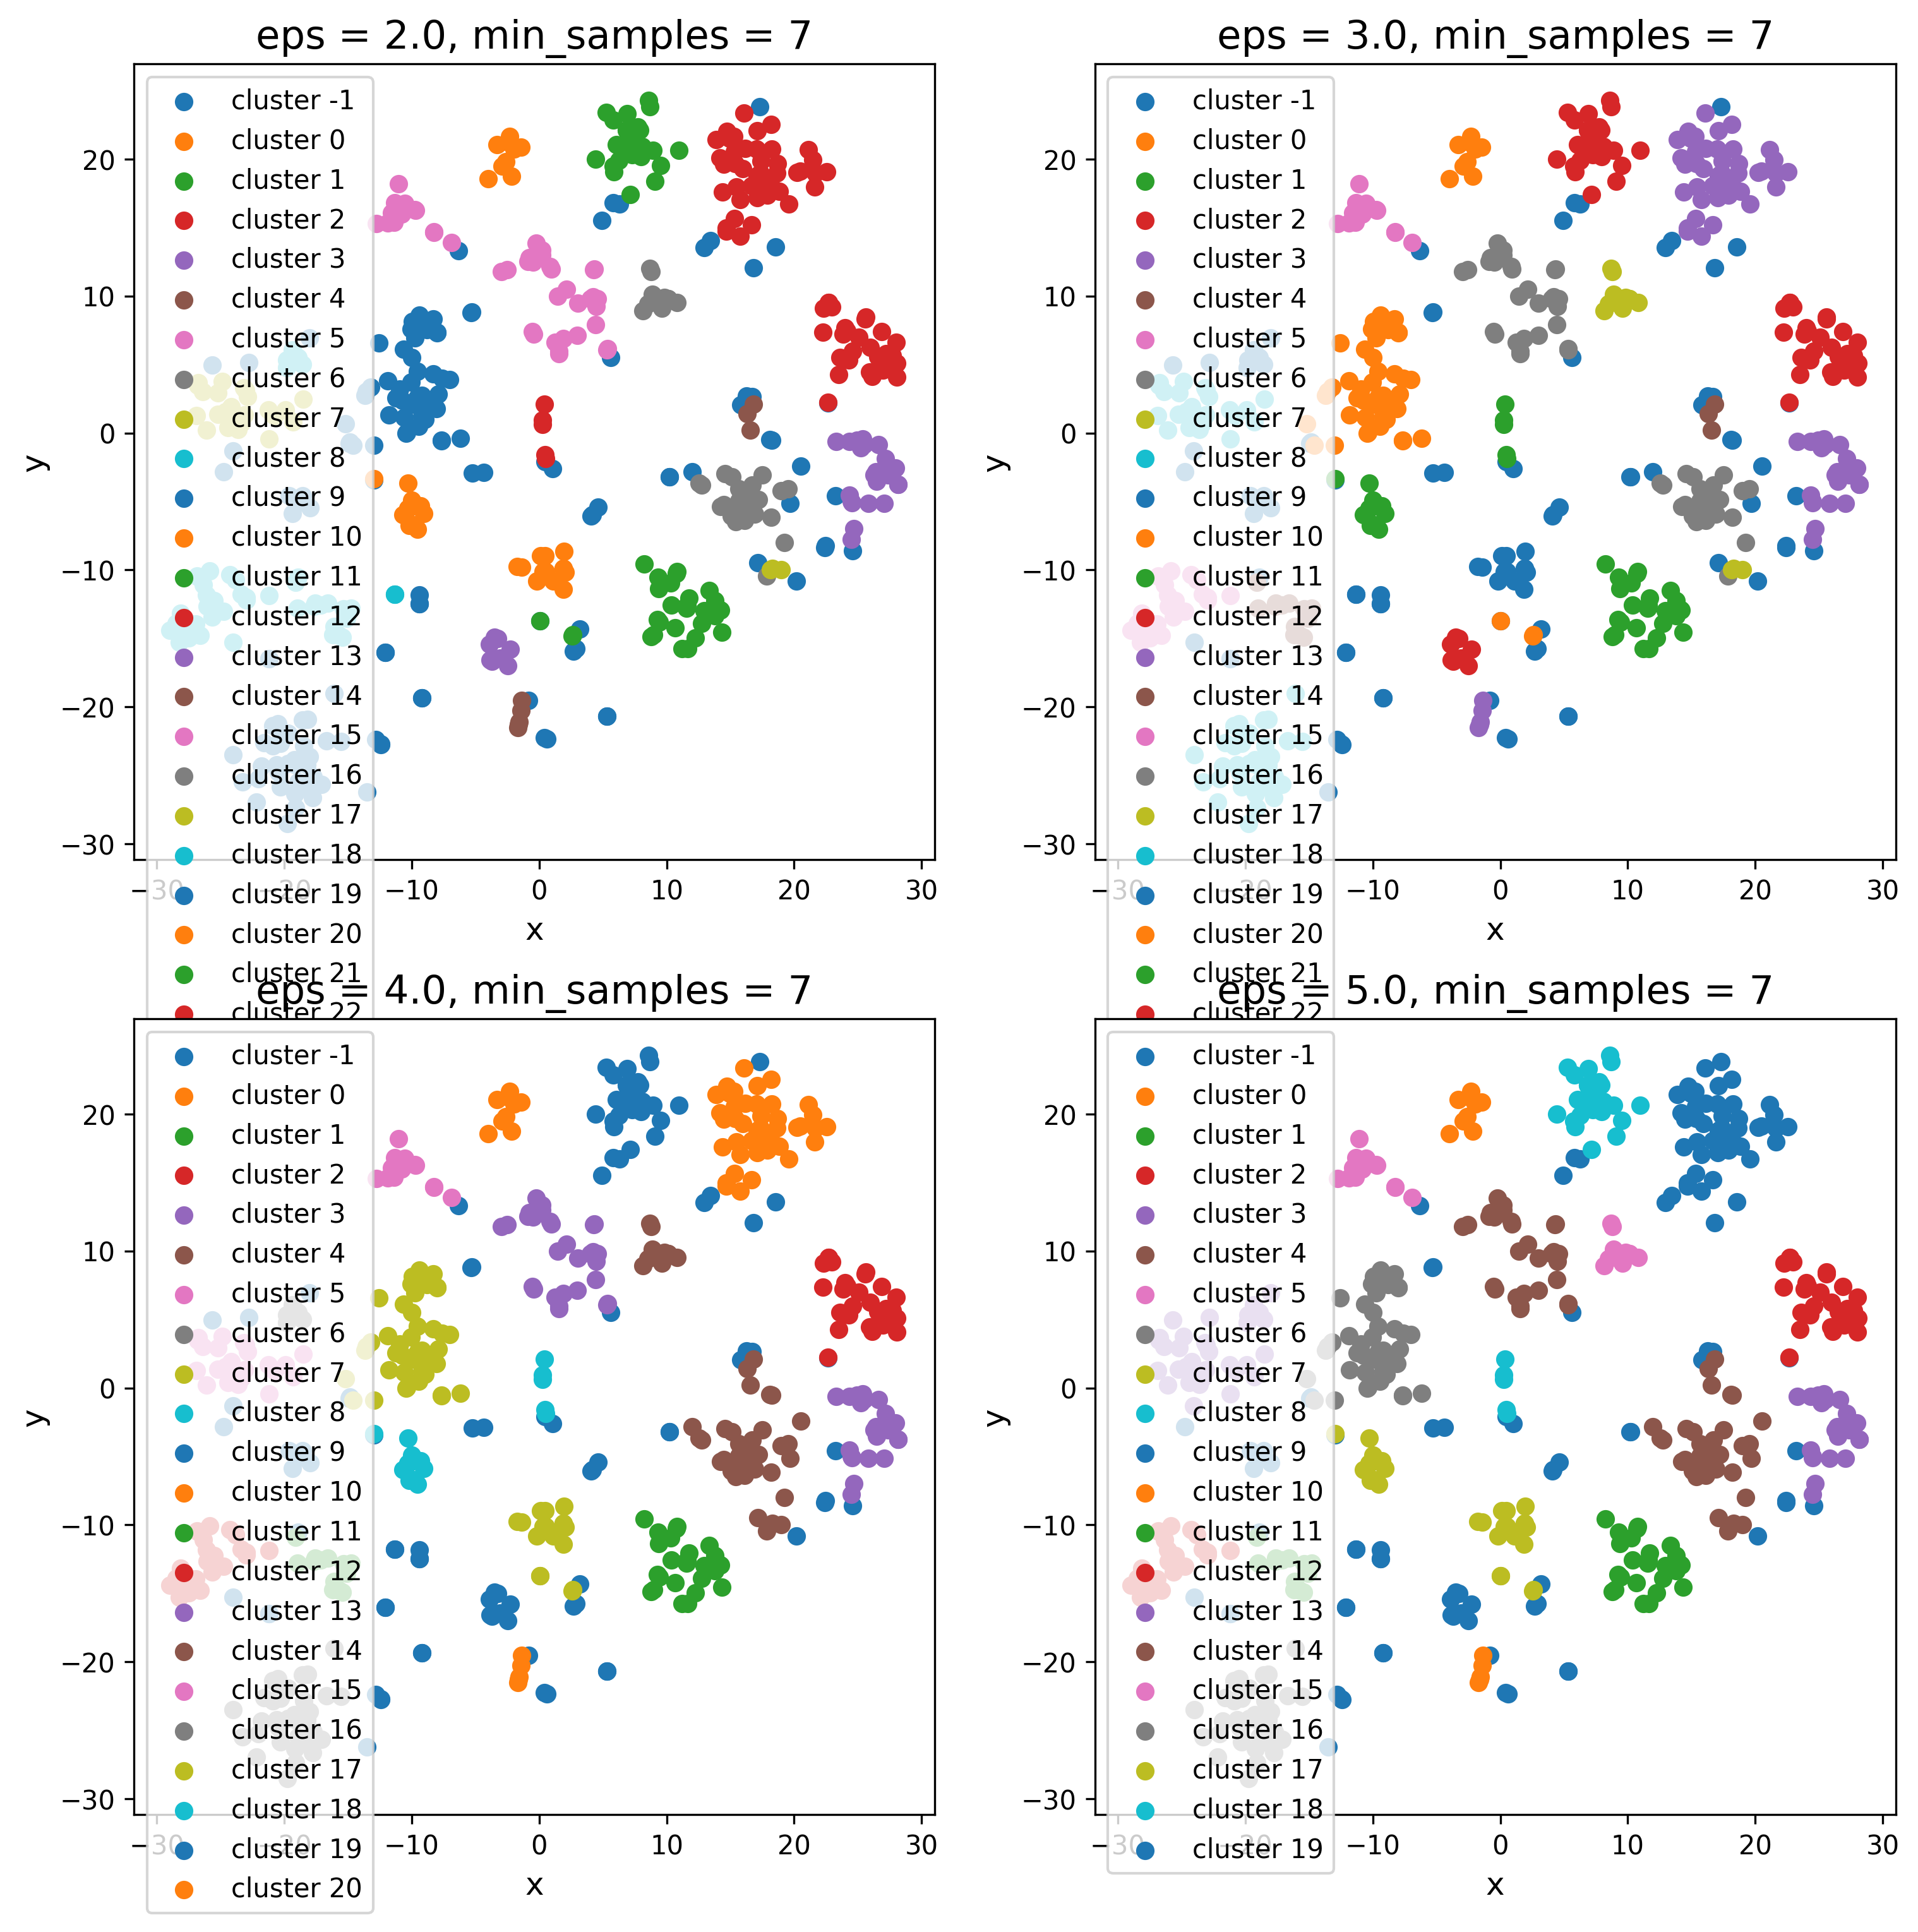 eps = 2.0, min_samples = 7
cluster -1
cluster 0
cluster 1
cluster 2
cluster 3
cluster 4
cluster 5
cluster 6
cluster 7
cluster 8
cluster 9
cluster 10
cluster 11
cluster 12
cluster 13
cluster 14
cluster 15
cluster 16
cluster 17
cluster 18
cluster 19
cluster 20
cluster 21
cluster 22
20
10
0
−10
−20
−30
y
−30 −20 −10 0 10 20 30
x
eps = 3.0, min_samples = 7
cluster -1
cluster 0
cluster 1
cluster 2
cluster 3
cluster 4
cluster 5
cluster 6
cluster 7
cluster 8
cluster 9
cluster 10
cluster 11
cluster 12
cluster 13
cluster 14
cluster 15
cluster 16
cluster 17
cluster 18
cluster 19
cluster 20
cluster 21
cluster 22
20
10
0
−10
−20
−30
y
−30 −20 −10 0 10 20 30
x
eps = 4.0, min_samples = 7
cluster -1
cluster 0
cluster 1
cluster 2
cluster 3
cluster 4
cluster 5
cluster 6
cluster 7
cluster 8
cluster 9
cluster 10
cluster 11
cluster 12
cluster 13
cluster 14
cluster 15
cluster 16
cluster 17
cluster 18
cluster 19
cluster 20
20
10
0
−10
−20
−30
y
−30 −20 −10 0 10 20 30
x
eps = 5.0, min_samples = 7
cluster -1
cluster 0
cluster 1
cluster 2
cluster 3
cluster 4
cluster 5
cluster 6
cluster 7
cluster 8
cluster 9
cluster 10
cluster 11
cluster 12
cluster 13
cluster 14
cluster 15
cluster 16
cluster 17
cluster 18
cluster 19
20
10
0
−10
−20
−30
y
−30 −20 −10 0 10 20 30
x